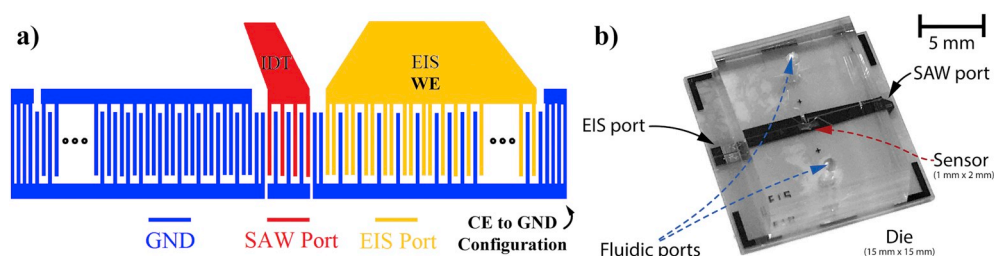 a)
IDT
EIS
WE
GND
SAW Port
EIS Port
CE to GND
Configuration
b)
5 mm
SAW port
EIS port
Sensor
(1 mm x 2 mm)
Fluidic ports
Die
(15 mm x 15 mm)